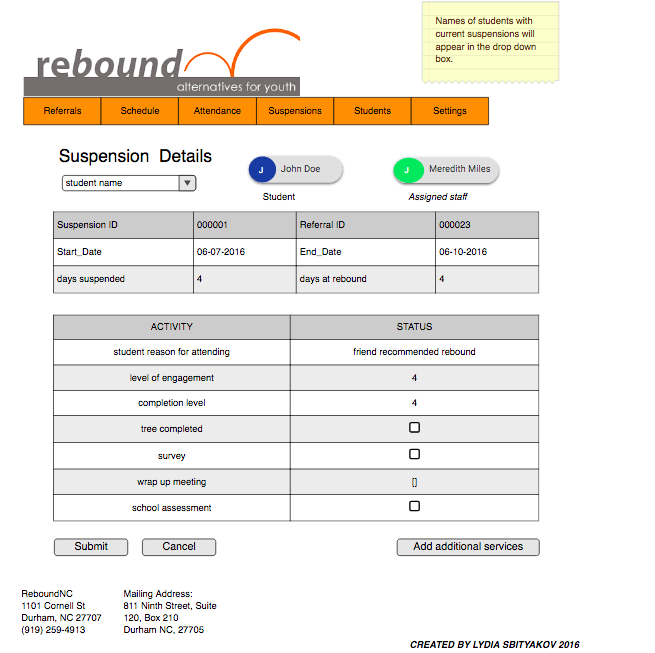 Names of students with
current suspensions will
appear in the drop down
box.
rebound
alternatives for youth
Referrals Schedule Attendance Suspensions Students Settings
Suspension Details
student name
J John Doe
Student
J Meredith Miles
Assigned staff
Suspension ID 000001 Referral ID 000023
Start_Date 06-07-2016 End_Date 06-10-2016
days suspended 4 days at rebound 4
ACTIVITY STATUS
student reason for attending friend recommended rebound
level of engagement 4
completion level 4
tree completed
survey
wrap up meeting []
school assessment
Submit Cancel Add additional services
ReboundNC
1101 Cornell St
Durham, NC 27707
(919) 259-4913
Mailing Address:
811 Ninth Street, Suite
120, Box 210
Durham NC, 27705
CREATED BY LYDIA SBITYAKOV 2016